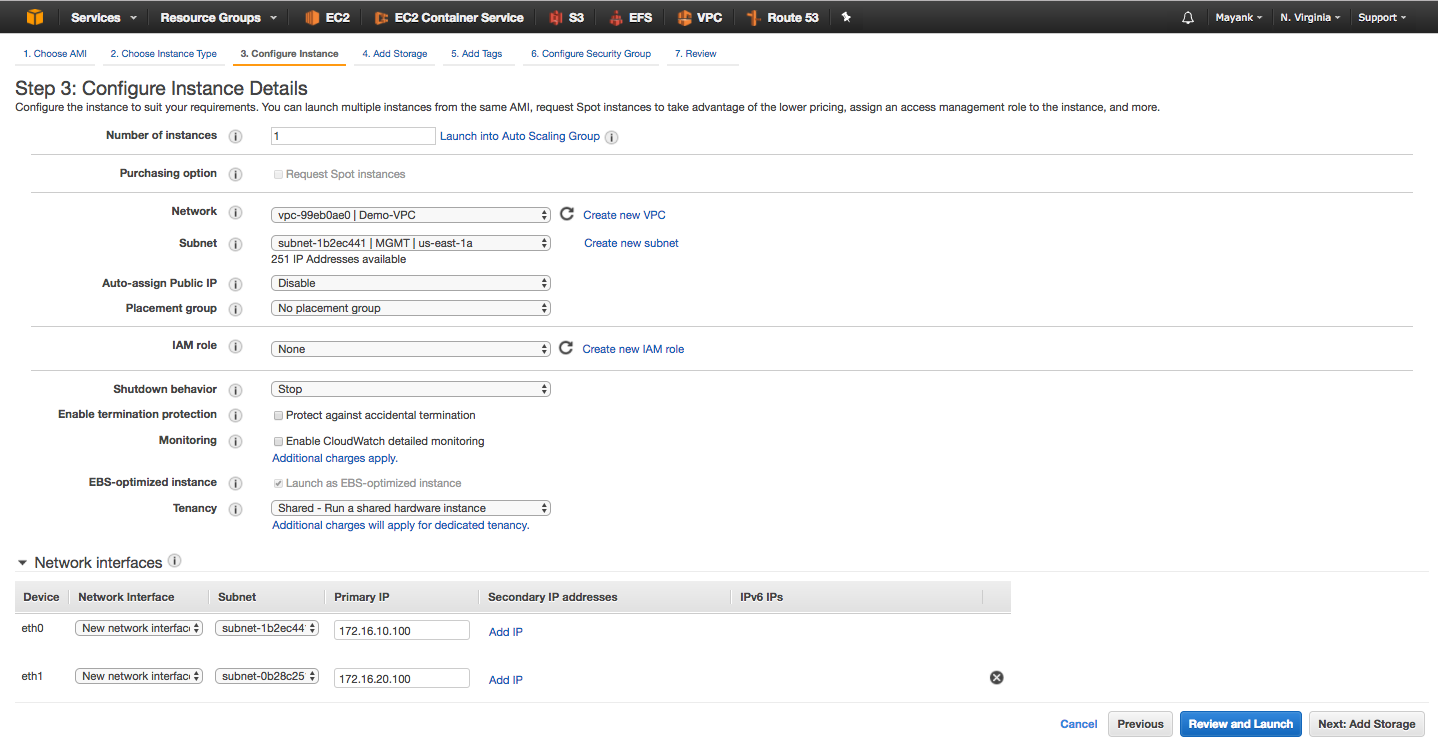 Services Resource Groups EC2 EC2 Container Service S3 EFS VPC Route 53 Mayank N. Virginia Support
1. Choose AMI 2. Choose Instance Type 3. Configure Instance 4. Add Storage 5. Add Tags 6. Configure Security Group 7. Review
Step 3: Configure Instance Details
Configure the instance to suit your requirements. You can launch multiple instances from the same AMI, request Spot instances to take advantage of the lower pricing, assign an access management role to the instance, and more.
Number of instances i 1 Launch into Auto Scaling Group i
Purchasing option i Request Spot instances
Network i vpc-99eb0ae0 | Demo-VPC Create new VPC
Subnet i subnet-1b2ec441 | MGMT | us-east-1a Create new subnet
251 IP Addresses available
Auto-assign Public IP i Disable
Placement group i No placement group
IAM role i None Create new IAM role
Shutdown behavior i Stop
Enable termination protection i Protect against accidental termination
Monitoring i Enable CloudWatch detailed monitoring
Additional charges apply.
EBS-optimized instance i Launch as EBS-optimized instance
Tenancy i Shared - Run a shared hardware instance
Additional charges will apply for dedicated tenancy.
Network interfaces i
Device Network Interface Subnet Primary IP Secondary IP addresses IPv6 IPs
eth0 New network interfac subnet-1b2ec44 172.16.10.100 Add IP
eth1 New network interfac subnet-0b28c25 172.16.20.100 Add IP
Cancel Previous Review and Launch Next: Add Storage